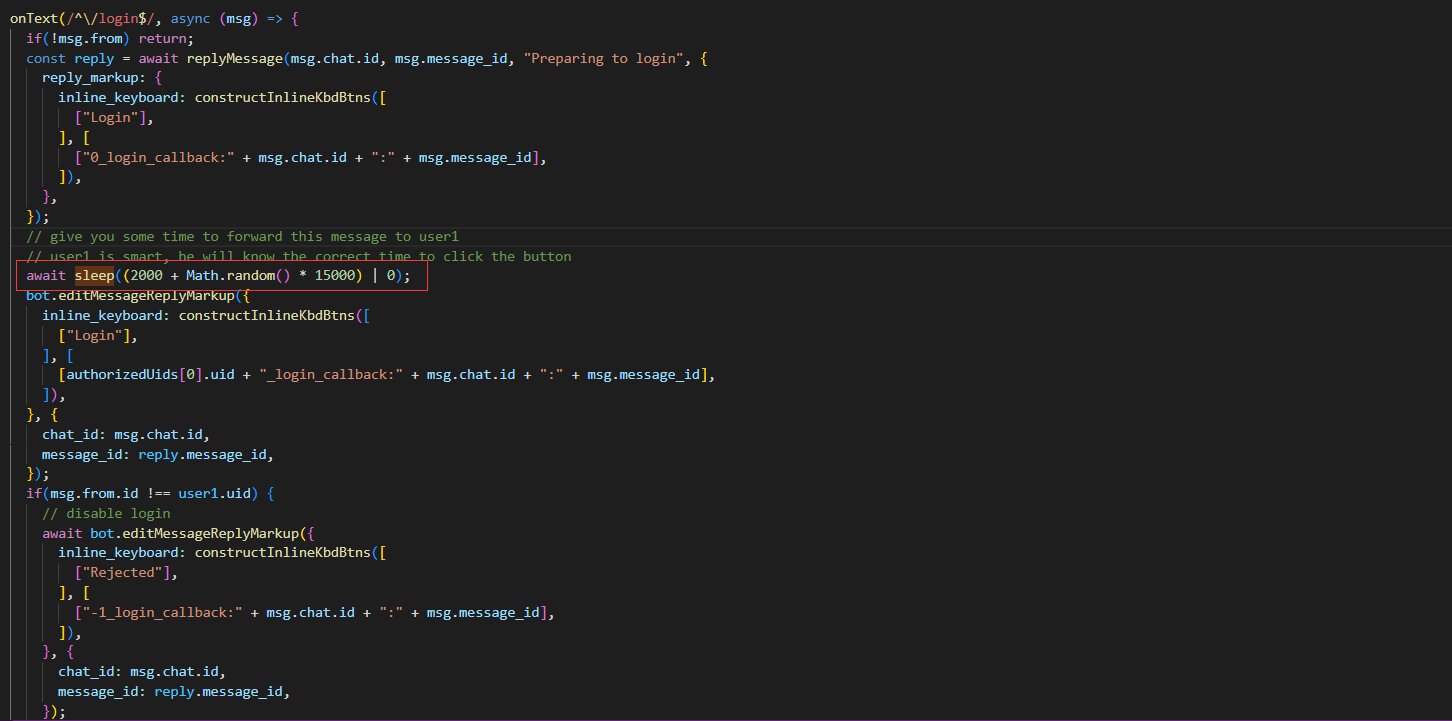 onText(/^\/login$/, async (msg) => {
if(!msg.from) return;
const reply = await replyMessage(msg.chat.id, msg.message_id, "Preparing to login", {
reply_markup: {
inline_keyboard: constructInlineKbdBtns([
["Login"],
], [
["0_login_callback:" + msg.chat.id + ":" + msg.message_id],
]),
},
});
// give you some time to forward this message to user1
// user1 is smart, he will know the correct time to click the button
await sleep((2000 + Math.random() * 15000) | 0);
bot.editMessageReplyMarkup({
inline_keyboard: constructInlineKbdBtns([
["Login"],
], [
[authorizedUids[0].uid + "_login_callback:" + msg.chat.id + ":" + msg.message_id],
]),
}, {
chat_id: msg.chat.id,
message_id: reply.message_id,
});
if(msg.from.id !== user1.uid) {
// disable login
await bot.editMessageReplyMarkup({
inline_keyboard: constructInlineKbdBtns([
["Rejected"],
], [
["-1_login_callback:" + msg.chat.id + ":" + msg.message_id],
]),
}, {
chat_id: msg.chat.id,
message_id: reply.message_id,
});